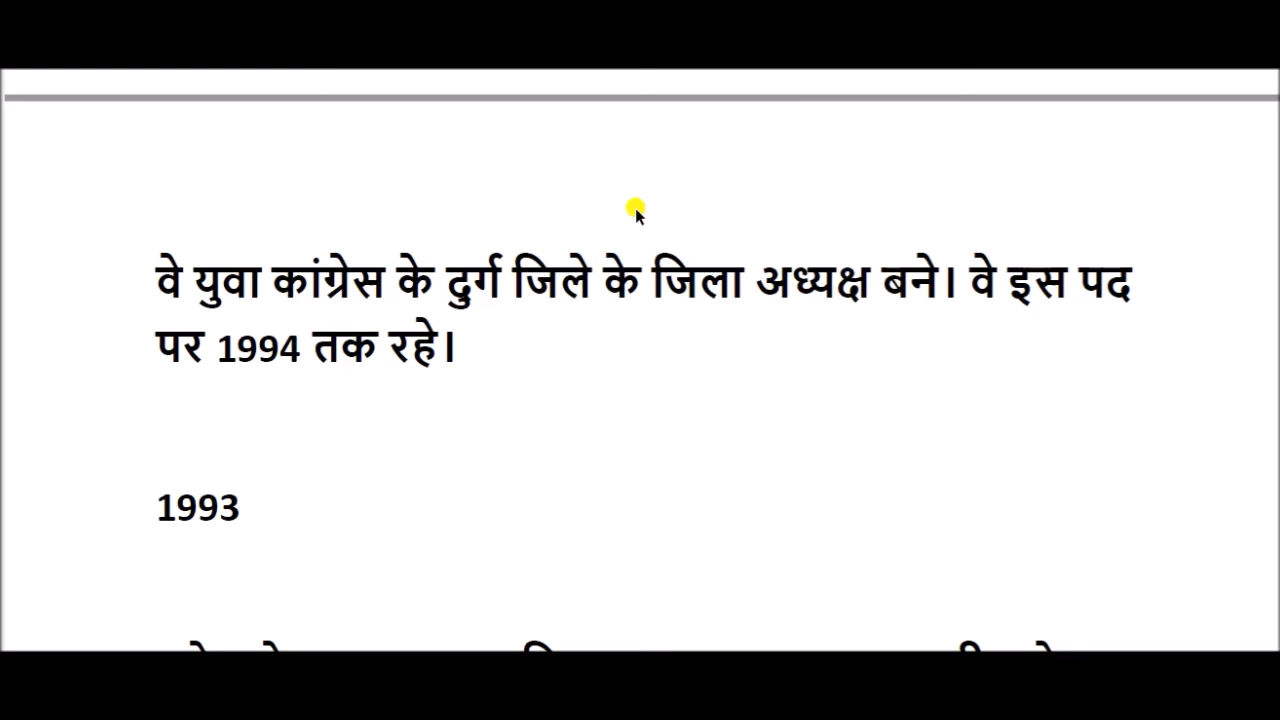 वे युवा कांग्रेस के दुर्ग जिले के जिला अध्यक्ष बने। वे इस पद
पर 1994 तक रहे।
1993